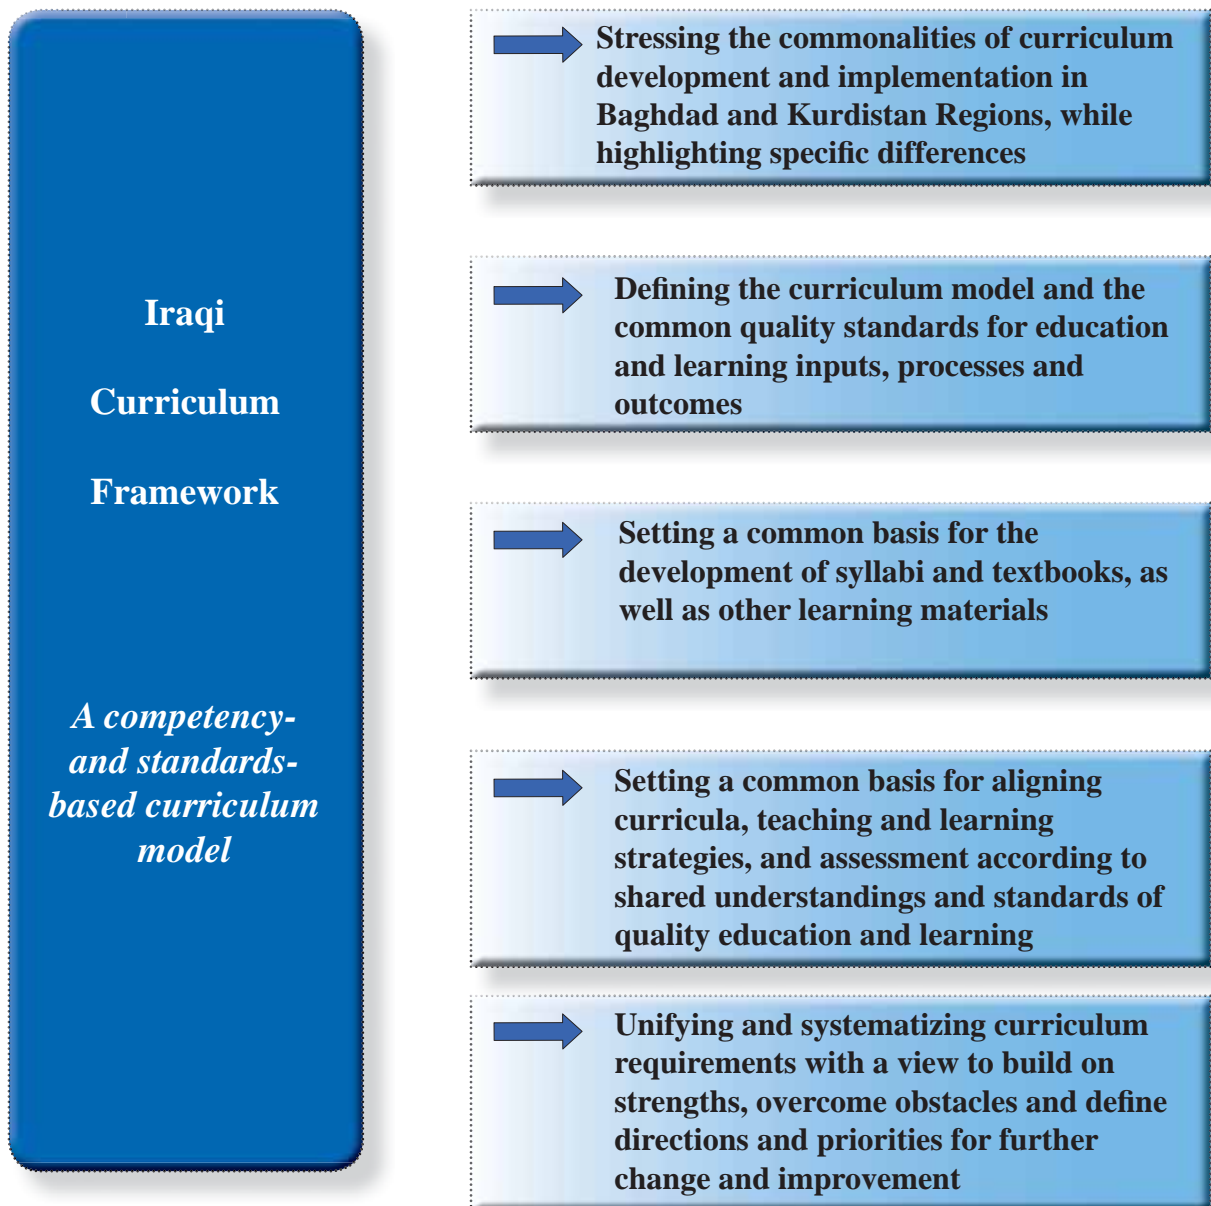 Iraqi
Curriculum
Framework
A competency-
and standards-
based curriculum
model
Stressing the commonalities of curriculum
development and implementation in
Baghdad and Kurdistan Regions, while
highlighting specific differences
Defining the curriculum model and the
common quality standards for education
and learning inputs, processes and
outcomes
Setting a common basis for the
development of syllabi and textbooks, as
well as other learning materials
Setting a common basis for aligning
curricula, teaching and learning
strategies, and assessment according to
shared understandings and standards of
quality education and learning
Unifying and systematizing curriculum
requirements with a view to build on
strengths, overcome obstacles and define
directions and priorities for further
change and improvement